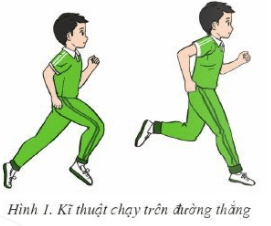 Hình 1. Kĩ thuật chạy trên đường thẳng